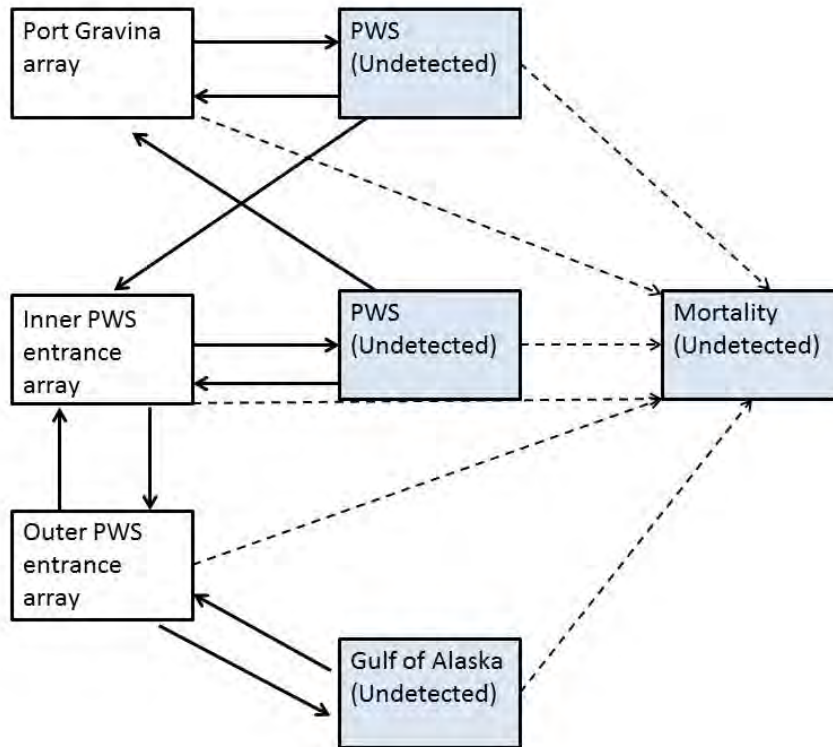 Port Gravina
array
PWS
(Undetected)
Inner PWS
entrance
array
PWS
(Undetected)
Mortality
(Undetected)
Outer PWS
entrance
array
Gulf of Alaska
(Undetected)